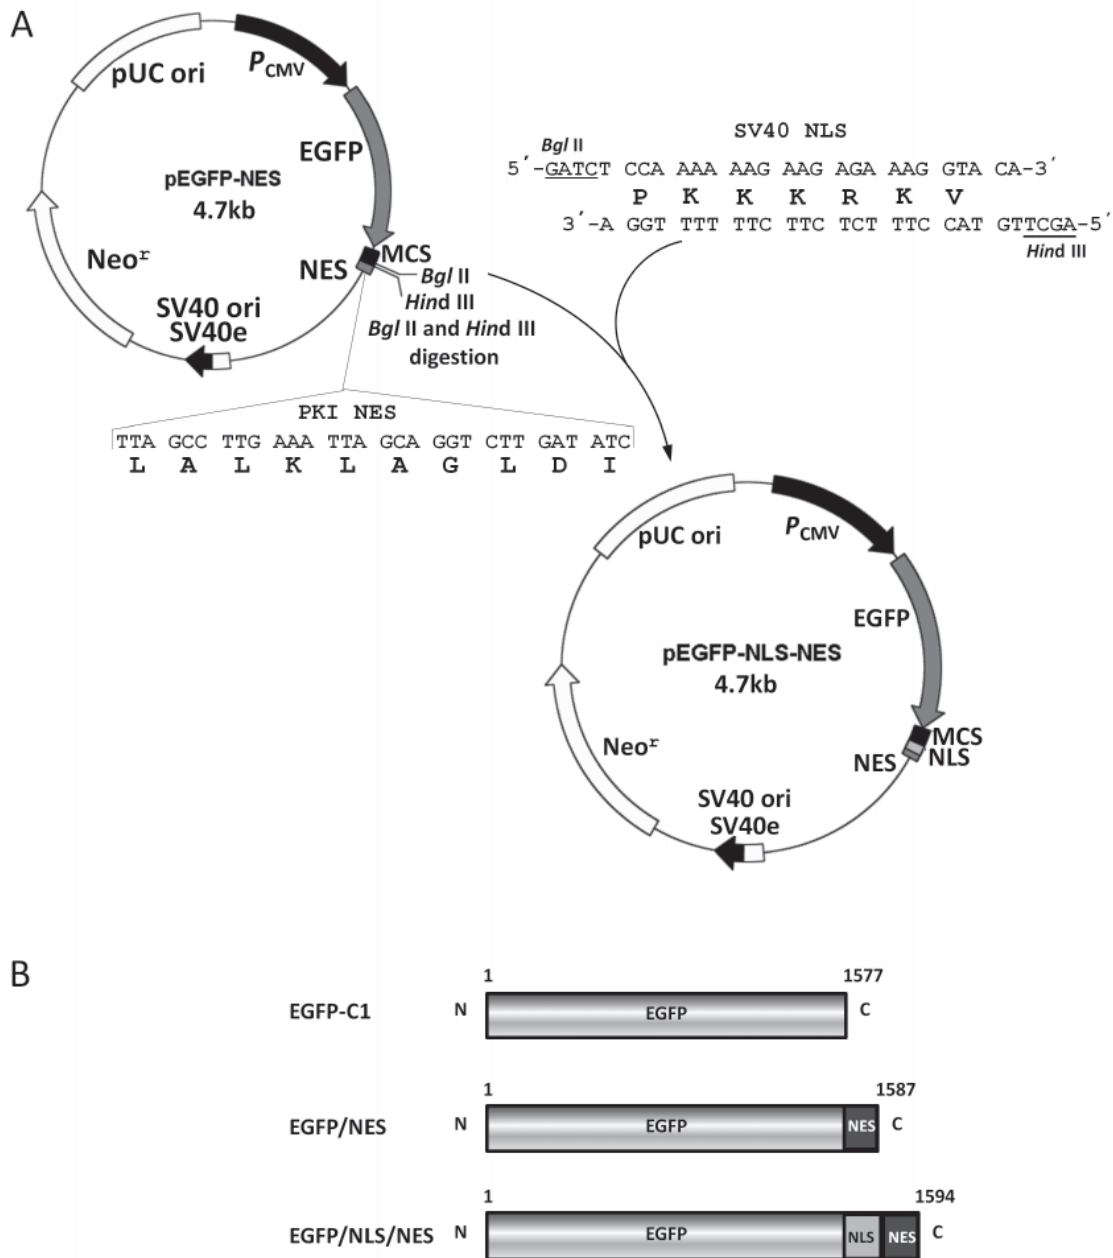 A
pUC ori
PCMV
EGFP
pEGFP-NES
4.7kb
Neoʳ
NES
MCS
Bgl II
Hind III
Bgl II and Hind III
digestion
SV40 ori
SV40e
SV40 NLS
Bgl II
5′-GATCT CCA AAA AAG AAG AGA AAG GTA CA-3′
P K K K R K V
3′-A GGT TTT TTC TTC TCT TTC CAT GTTCGA-5′
Hind III
PKI NES
TTA GCC TTG AAA TTA GCA GGT CTT GAT ATC
L A L K L A G L D I
pUC ori
PCMV
EGFP
pEGFP-NLS-NES
4.7kb
Neoʳ
MCS
NLS
NES
SV40 ori
SV40e
B
1 1577
EGFP-C1 N EGFP C
1 1587
EGFP/NES N EGFP NES C
1 1594
EGFP/NLS/NES N EGFP NLS NES C